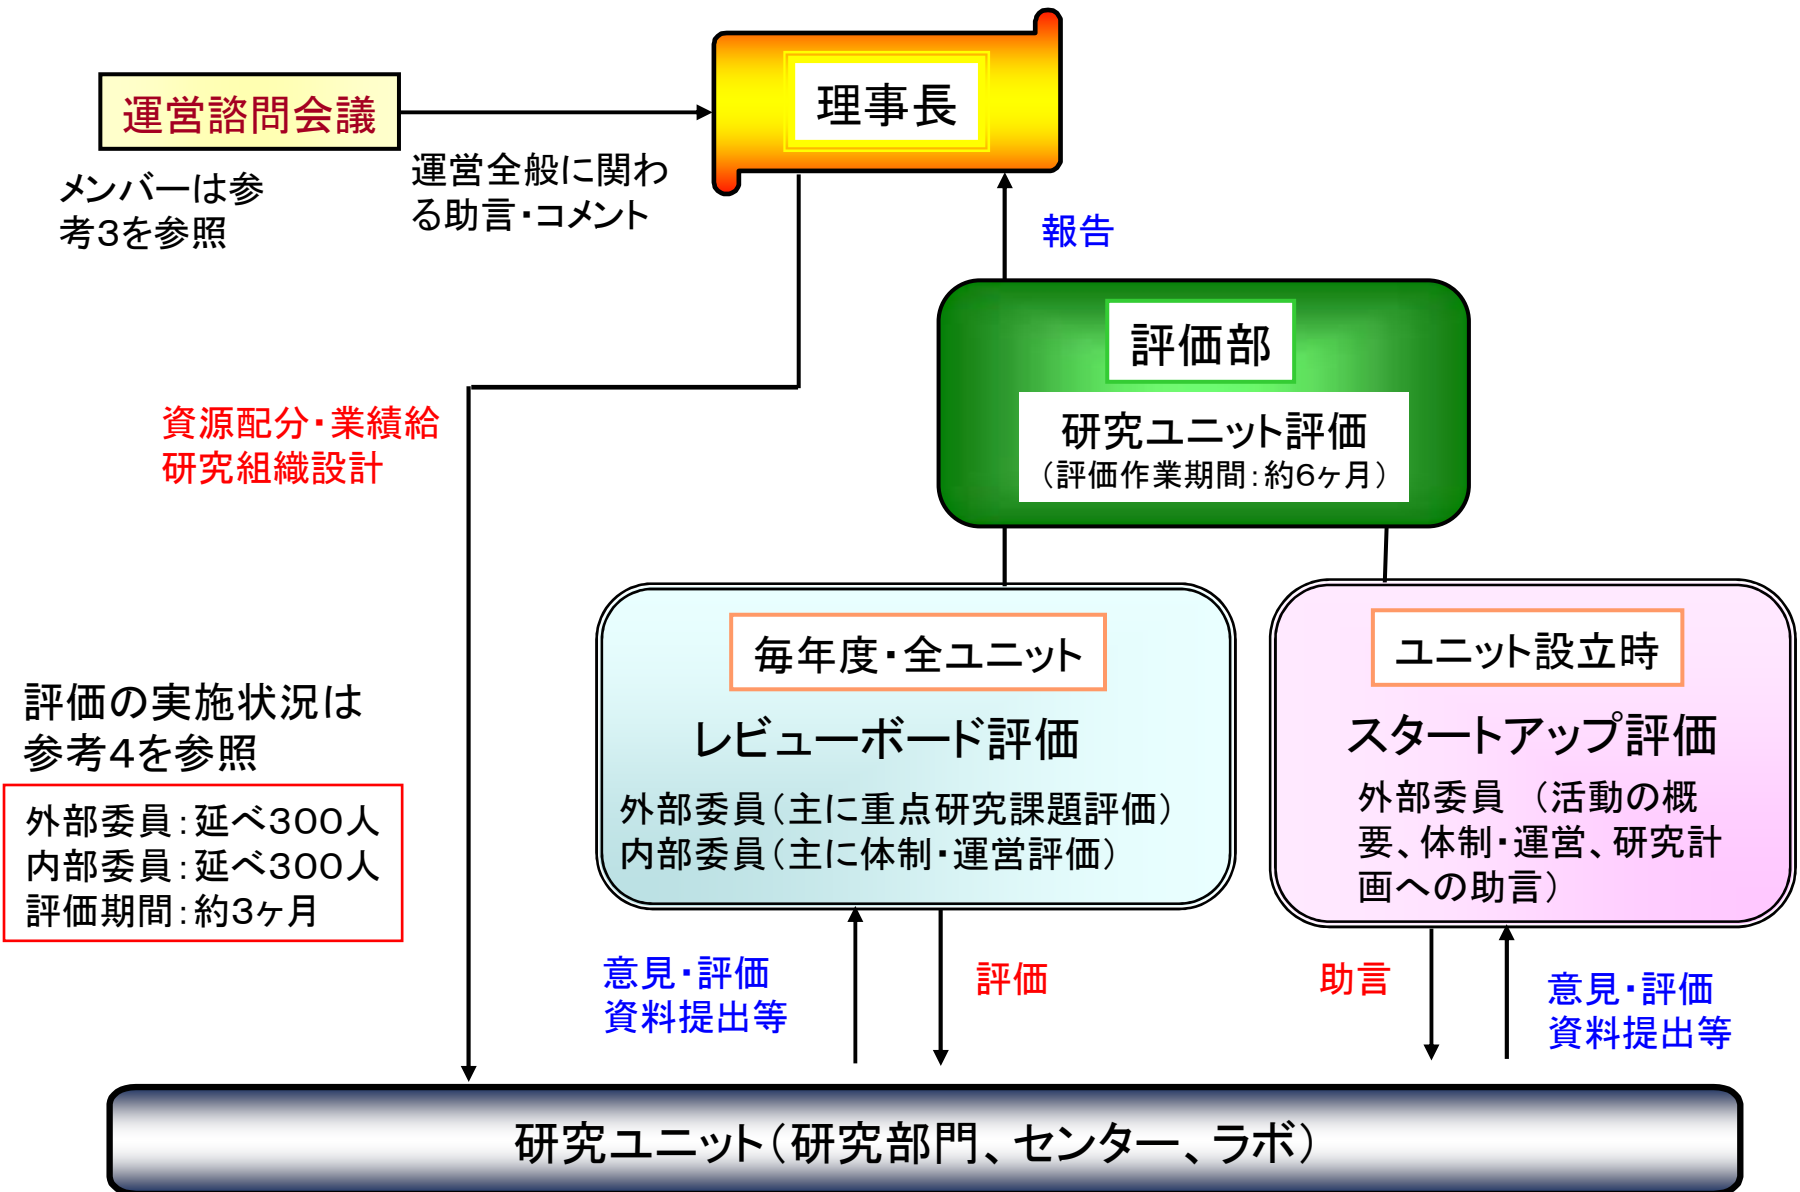 運営諮問会議
理事長
メンバーは参
考3を参照
運営全般に関わ
る助言・コメント
報告
評価部
研究ユニット評価
（評価作業期間：約6ヶ月）
資源配分・業績給
研究組織設計
毎年度・全ユニット
レビューボード評価
外部委員（主に重点研究課題評価）
内部委員（主に体制・運営評価）
ユニット設立時
スタートアップ評価
外部委員　（活動の概
要、体制・運営、研究計
画への助言）
評価の実施状況は
参考4を参照
外部委員：延べ300人
内部委員：延べ300人
評価期間：約3ヶ月
意見・評価
資料提出等
評価
助言
意見・評価
資料提出等
研究ユニット（研究部門、センター、ラボ）